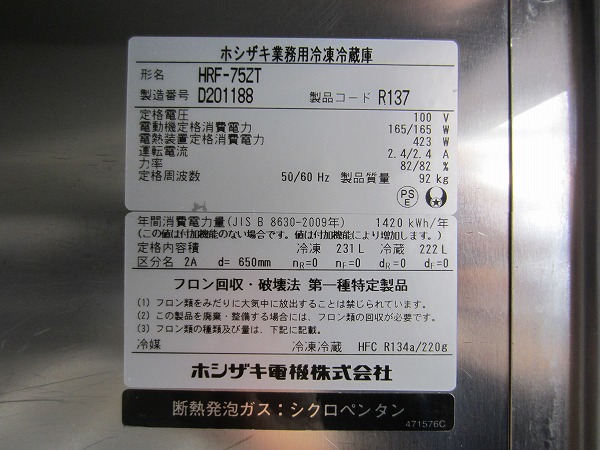 ホシザキ業務用冷凍冷蔵庫
形名 HRF-75ZT
製造番号 D201188 製品コード R137
定格電圧 100 V
電動機定格消費電力 165/165 W
電熱装置定格消費電力 423 W
運転電流 2.4/2.4 A
力率 82/82 %
定格周波数 50/60 Hz 製品質量 92 kg
PS
E
年間消費電力量(JIS B 8630-2009年) 1420 kWh/年
(この値は付加機能のない場合です。値は付加機能により増加します。)
定格内容積 冷凍 231 L 冷蔵 222 L
区分名 2A d= 650mm nR=0 nF=0 dR=0 dF=0
フロン回収・破壊法 第一種特定製品
(1) フロン類をみだりに大気中に放出することは禁じられています。
(2) この製品を廃棄・整備する場合には、フロン類の回収が必要です。
(3) フロン類の種類及び量は、下記に記載。
冷媒 冷凍冷蔵 HFC R134a/220g
ホシザキ電機株式会社
断熱発泡ガス:シクロペンタン
471576C